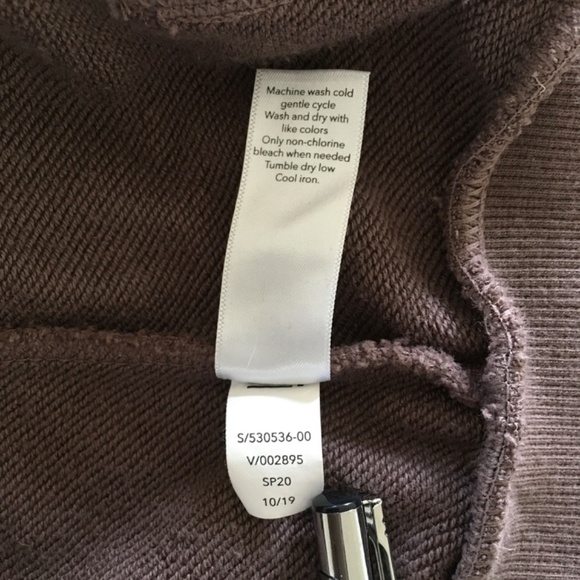 Machine wash cold
gentle cycle
Wash and dry with
like colors
Only non-chlorine
bleach when needed
Tumble dry low
Cool iron.
S/530536-00
V/002895
SP20
10/19